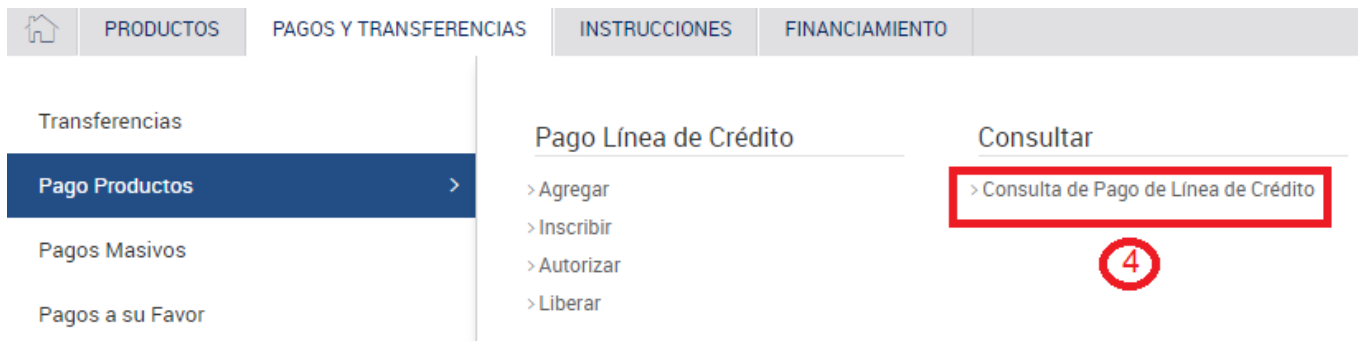 PRODUCTOS PAGOS Y TRANSFERENCIAS INSTRUCCIONES FINANCIAMIENTO
Transferencias
Pago Productos >
Pagos Masivos
Pagos a su Favor
Pago Línea de Crédito
> Agregar
> Inscribir
> Autorizar
> Liberar
Consultar
> Consulta de Pago de Línea de Crédito
4